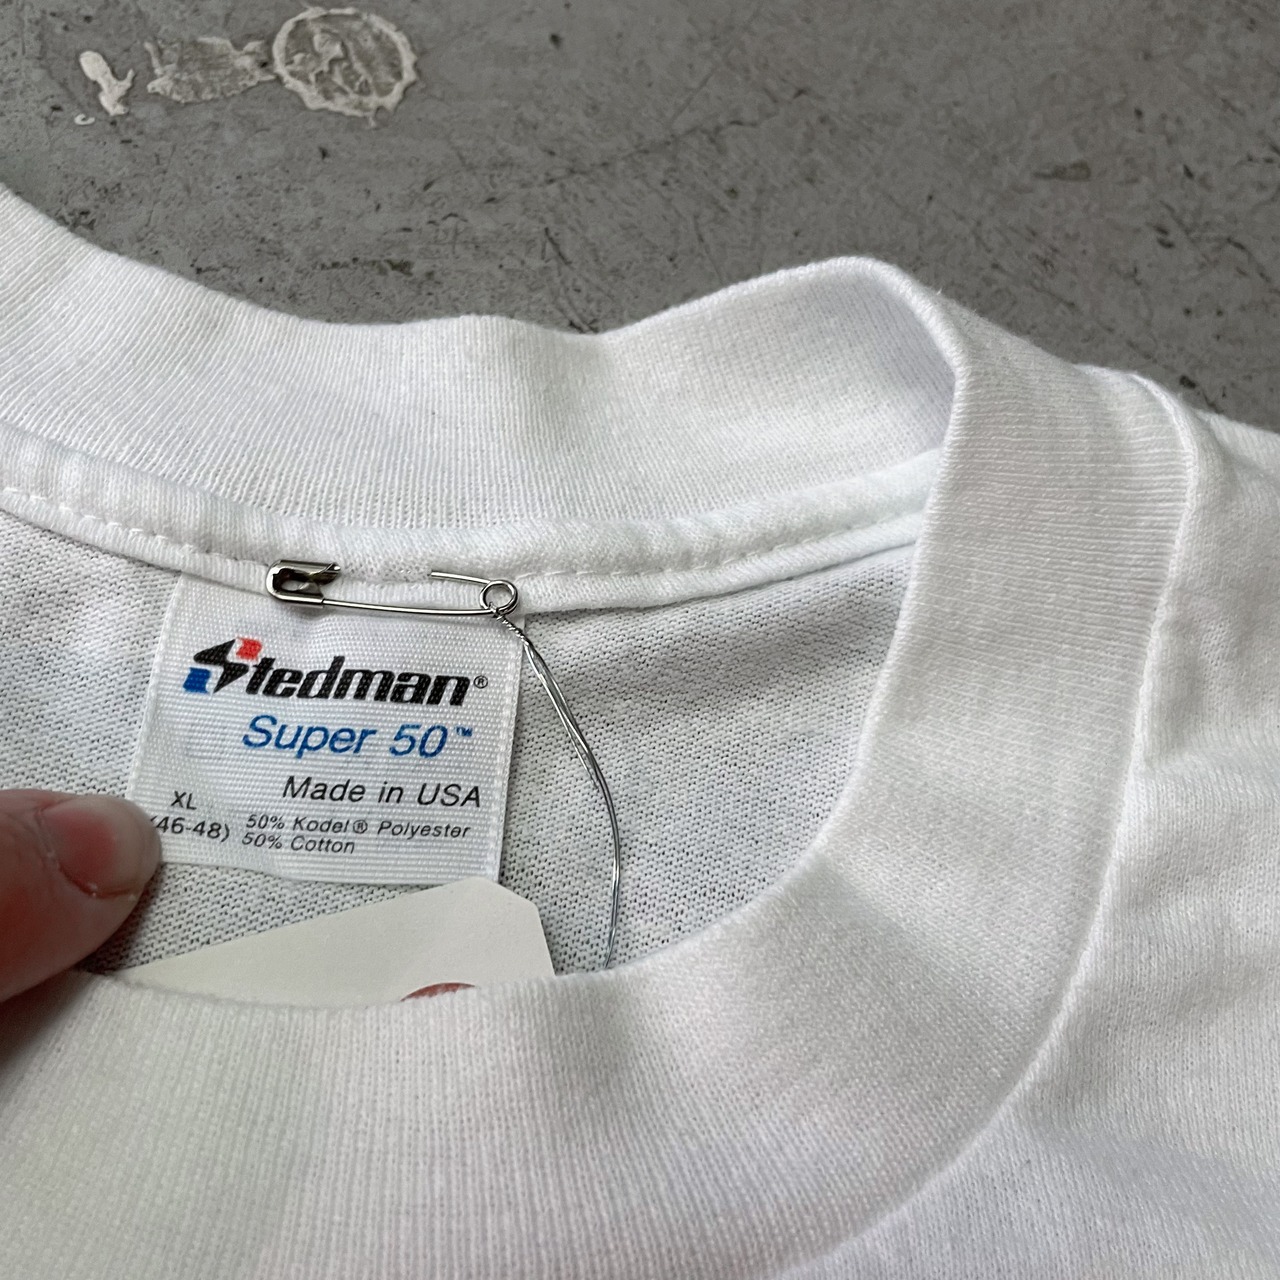 Stedman®
Super 50™
Made in USA
XL
(46-48)
50% Kodel® Polyester
50% Cotton